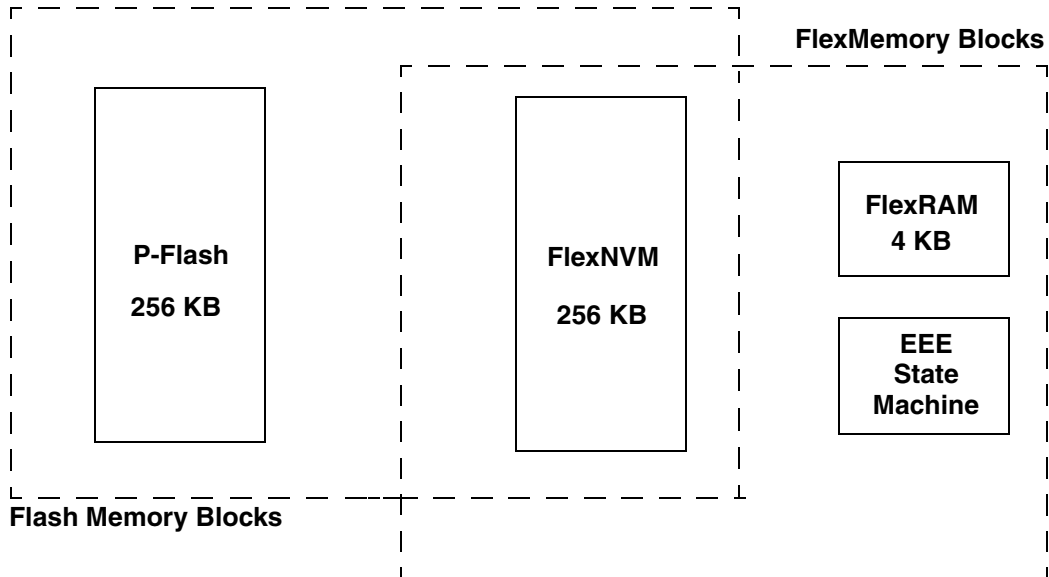 FlexMemory Blocks
P-Flash
256 KB
FlexNVM
256 KB
FlexRAM
4 KB
EEE
State
Machine
Flash Memory Blocks